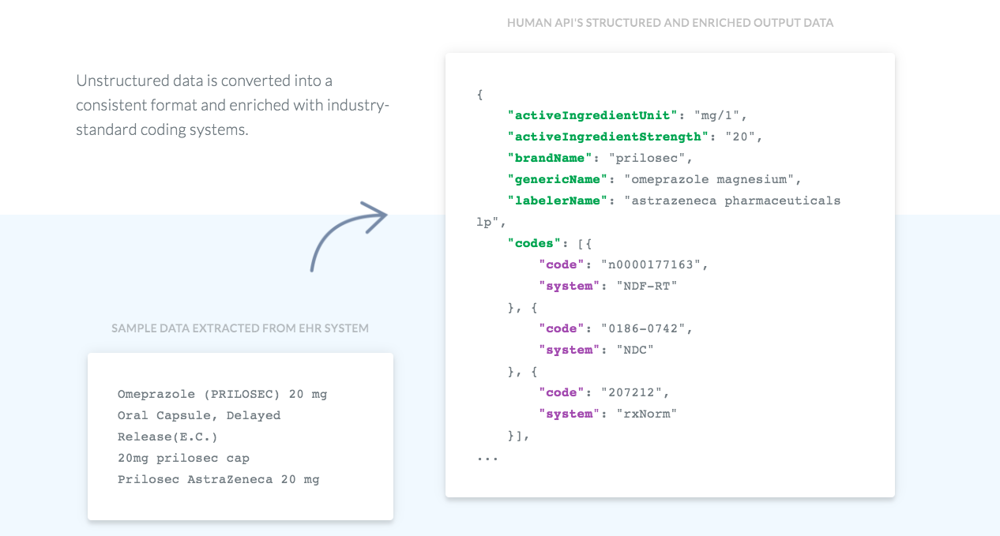 Unstructured data is converted into a
consistent format and enriched with industry-
standard coding systems.
SAMPLE DATA EXTRACTED FROM EHR SYSTEM
Omeprazole (PRILOSEC) 20 mg
Oral Capsule, Delayed
Release(E.C.)
20mg prilosec cap
Prilosec AstraZeneca 20 mg
HUMAN API'S STRUCTURED AND ENRICHED OUTPUT DATA
{
"activeIngredientUnit": "mg/1",
"activeIngredientStrength": "20",
"brandName": "prilosec",
"genericName": "omeprazole magnesium",
"labelerName": "astrazeneca pharmaceuticals
lp",
"codes": [{
"code": "n0000177163",
"system": "NDF-RT"
}, {
"code": "0186-0742",
"system": "NDC"
}, {
"code": "207212",
"system": "rxNorm"
}],
...